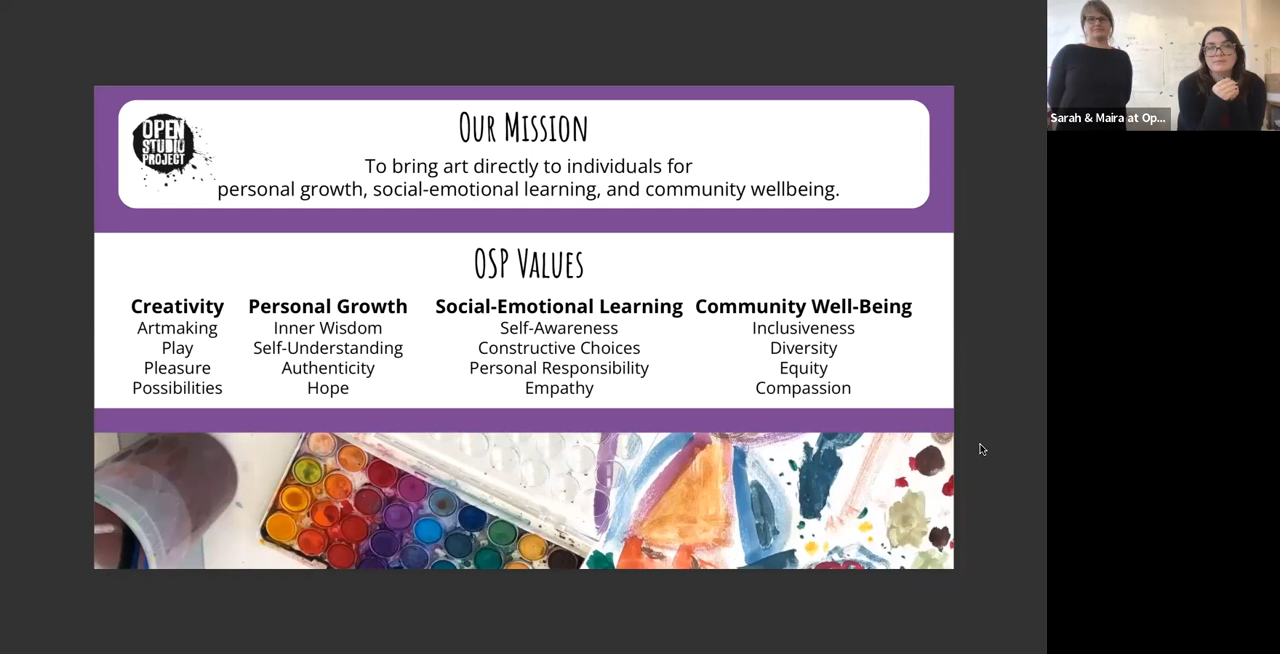 OPEN
STUDIO
PROJECT
OUR MISSION
To bring art directly to individuals for
personal growth, social-emotional learning, and community wellbeing.
OSP VALUES
Creativity
Artmaking
Play
Pleasure
Possibilities
Personal Growth
Inner Wisdom
Self-Understanding
Authenticity
Hope
Social-Emotional Learning
Self-Awareness
Constructive Choices
Personal Responsibility
Empathy
Community Well-Being
Inclusiveness
Diversity
Equity
Compassion
Sarah & Maira at Op...